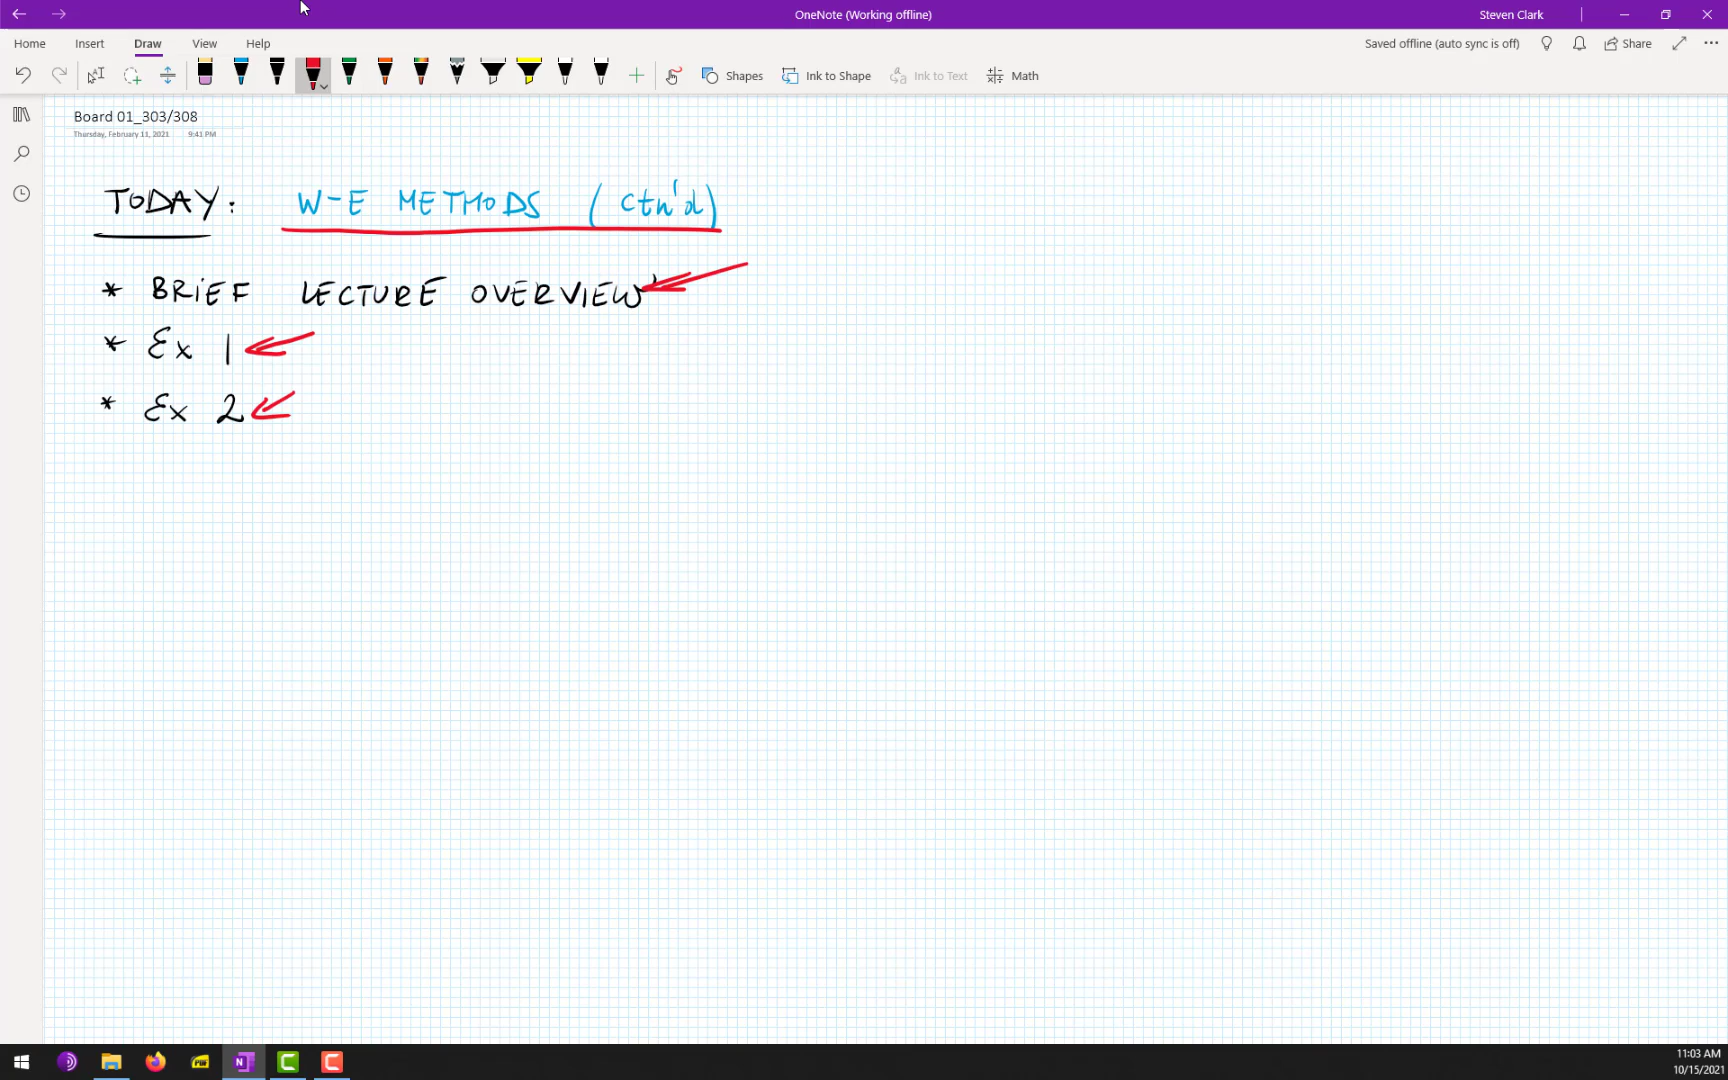 OneNote (Working offline)
Steven Clark
Home Insert Draw View Help
Saved offline (auto sync is off)
Share
Shapes
Ink to Shape
Ink to Text
Math
Board 01_303/308
Thursday, February 11, 2021 9:41 PM
TODAY: W-E METHODS (Ctn'd)
* BRIEF LECTURE OVERVIEW
* Ex 1
* Ex 2
11:03 AM
10/15/2021